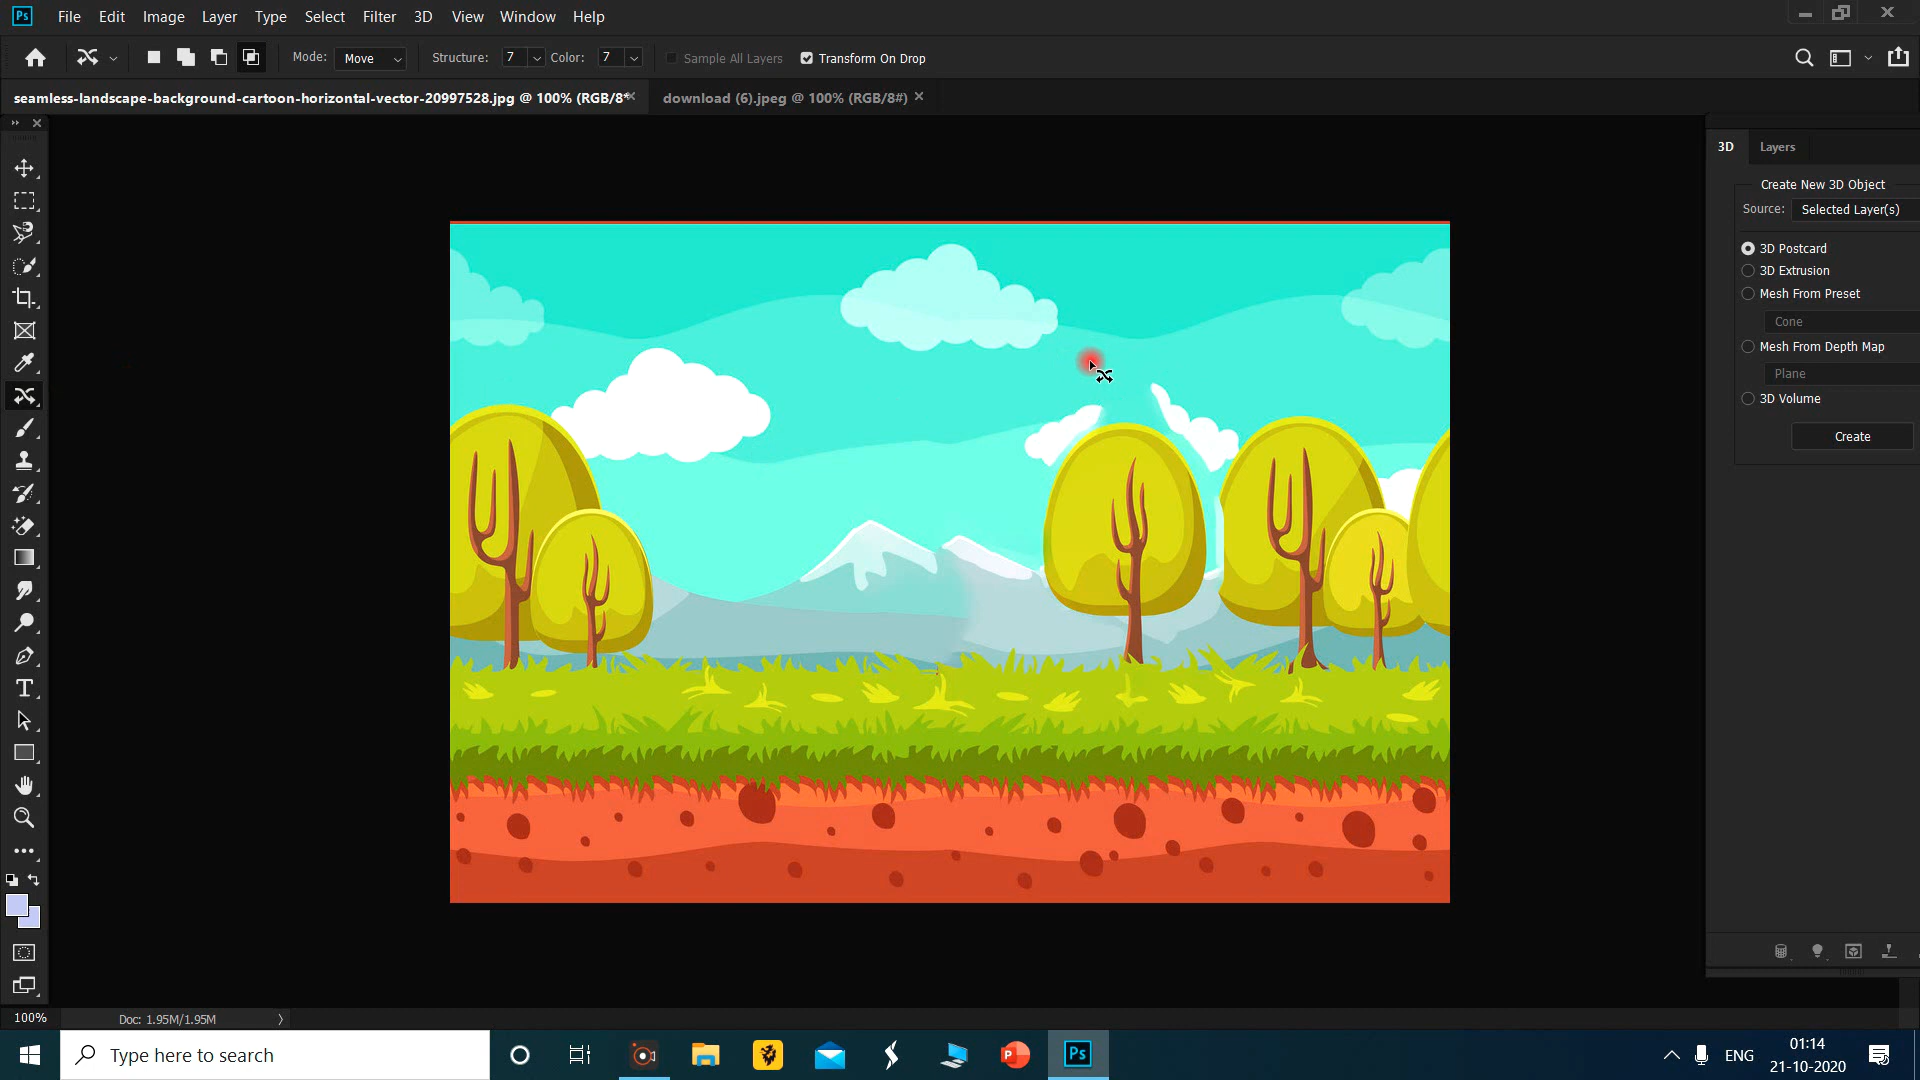 Ps File Edit Image Layer Type Select Filter 3D View Window Help
Mode: Move Structure: 7 Color: 7 Sample All Layers Transform On Drop
seamless-landscape-background-cartoon-horizontal-vector-20997528.jpg @ 100% (RGB/8*
download (6).jpeg @ 100% (RGB/8#)
3D Layers
Create New 3D Object
Source: Selected Layer(s)
3D Postcard
3D Extrusion
Mesh From Preset
Cone
Mesh From Depth Map
Plane
3D Volume
Create
T
100% Doc: 1.95M/1.95M
Type here to search
P
Ps
ENG
01:14
21-10-2020